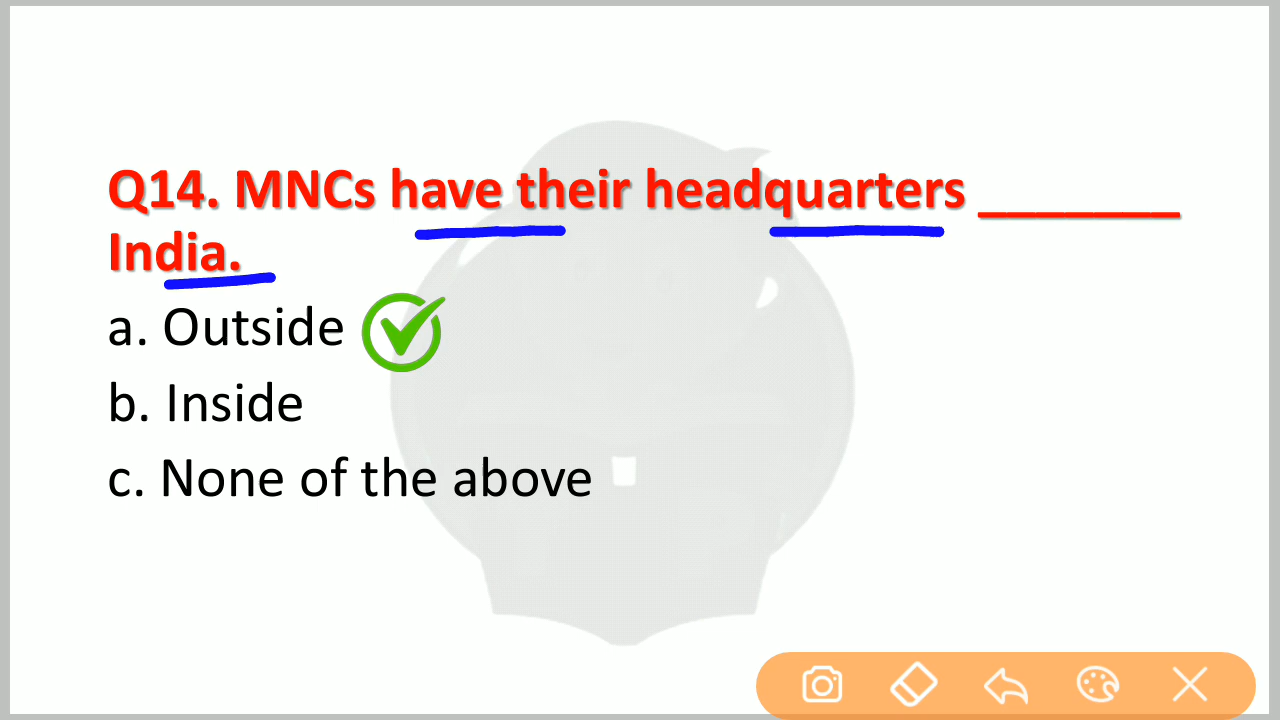 Q14. MNCs have their headquarters _______
India.
a. Outside
b. Inside
c. None of the above